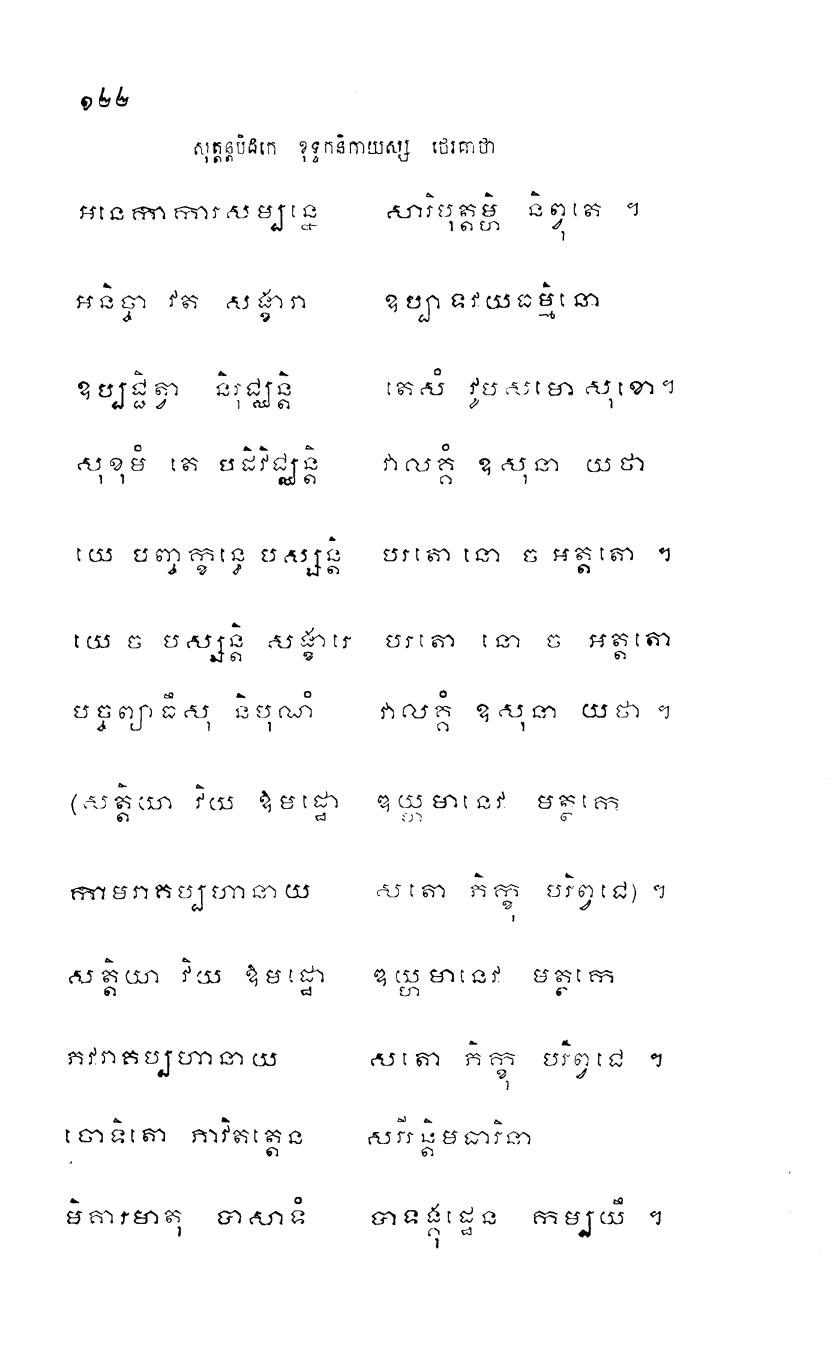 ១២២
សុត្តន្តបិដកេ ខុទ្ទកនិកាយស្ស ថេរគាថា
អនេកាការសម្បន្នេ សារិបុត្តម្ហិ និព្វុតេ ។
អនិច្ចា វត សង្ខារា ឧប្បាទវយធម្មិនោ
ឧប្បជ្ជិត្វា និរុជ្ឈន្តិ តេសំ វូបសមោ សុខោ។
សុខុមំ តេ បដិវិជ្ឈន្តិ វាលគ្គំ ឧសុនា យថា
យេ បញ្ចក្ខន្ធេ បស្សន្តិ បរតោ នោ ច អត្តតោ ។
យេ ច បស្សន្តិ សង្ខារេ បរតោ នោ ច អត្តតោ
បច្ចព្យាធឹសុ និបុណំ វាលគ្គំ ឧសុនា យថា ។
(សត្តិយោ វិយ ឱមដ្ឋោ ឌយ្ហមានេវ មត្ថកេ
កាមរាគប្បហានាយ សតោ ភិក្ខុ បរិព្វជេ) ។
សត្តិយា វិយ ឱមដ្ឋោ ឌយ្ហមានេវ មត្ថកេ
ភវរាគប្បហានាយ សតោ ភិក្ខុ បរិព្វជេ ។
ចោទិតោ ភាវិតត្តេន សរីរន្តិមធារិនា
មិគារមាតុ បាសាទំ បាទង្គុដ្ឋេន កម្បយឹ ។